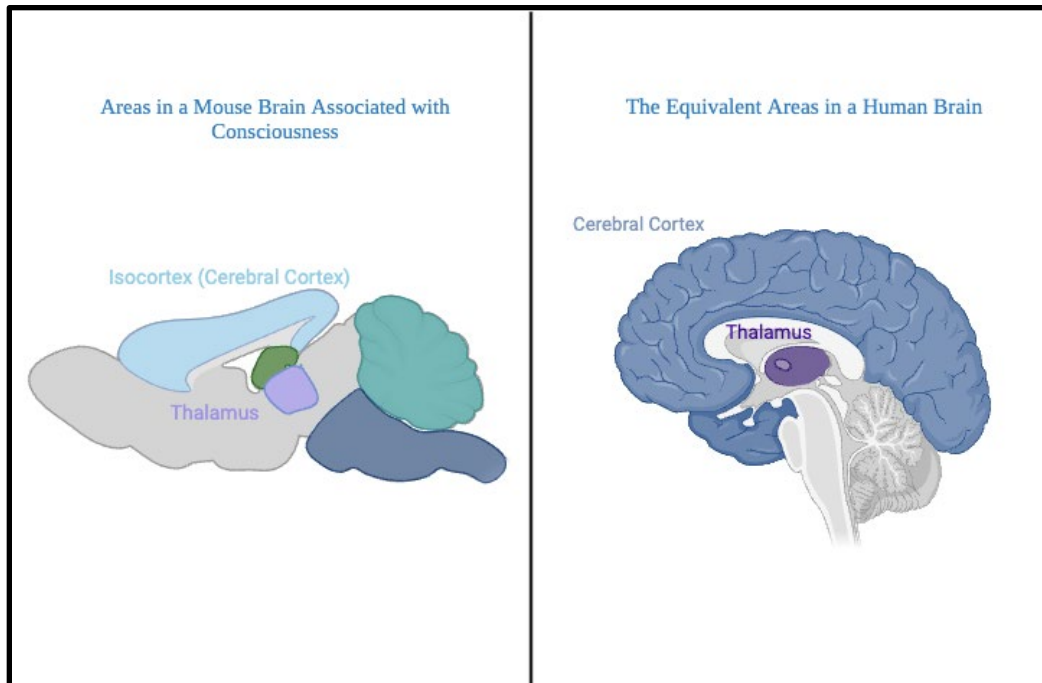 Areas in a Mouse Brain Associated with
Consciousness
Isocortex (Cerebral Cortex)
Thalamus
The Equivalent Areas in a Human Brain
Cerebral Cortex
Thalamus